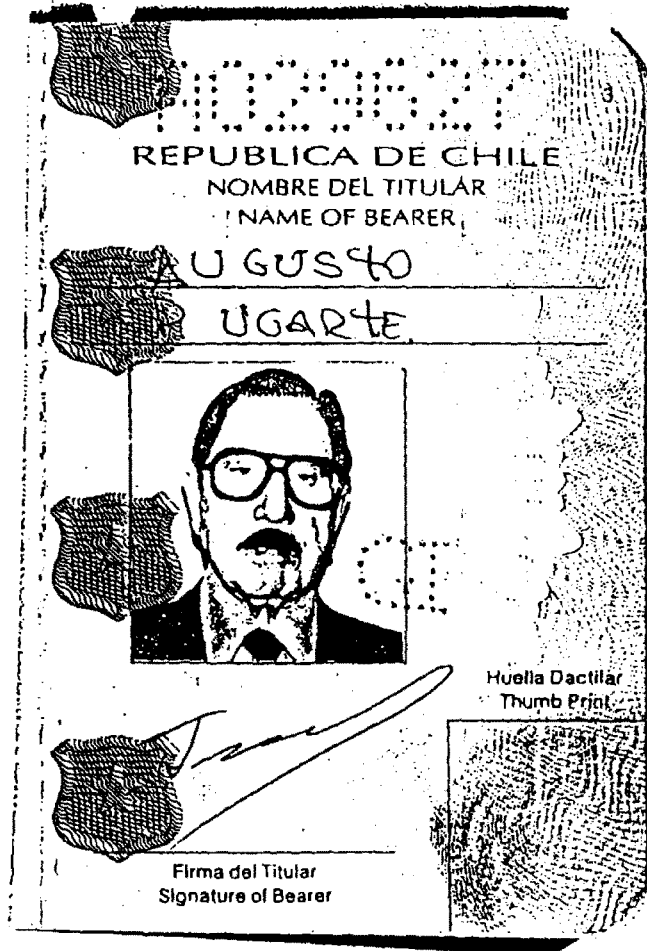 3
REPUBLICA DE CHILE
NOMBRE DEL TITULAR
NAME OF BEARER
AUGUSTO
P UGARTE
Huella Dactilar
Thumb Print
Firma del Titular
Signature of Bearer